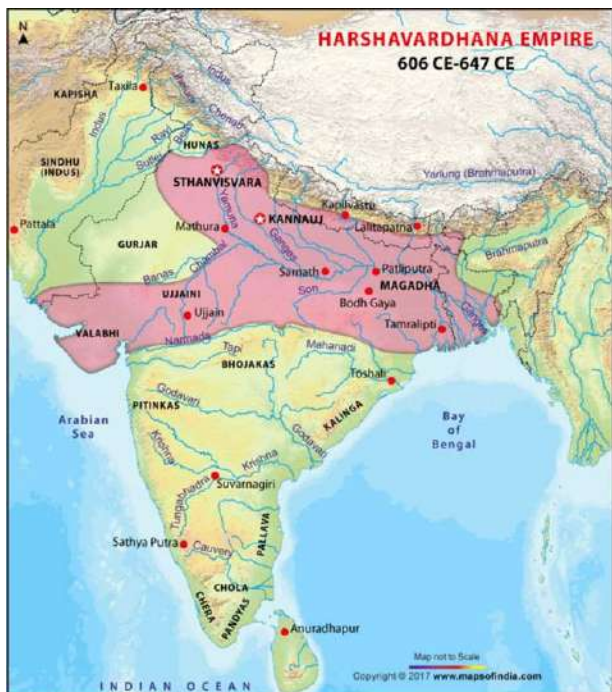 N
HARSHAVARDHANA EMPIRE
606 CE-647 CE
KAPISHA
Taxila
Indus
Jhelum
Chenab
Indus
Ravi
Beas
Sutlej
HUNAS
SINDHU
(INDUS)
STHANVISVARA
Yarlung (Brahmaputra)
Yamuna
KANNAUJ
Ganges
Kapilvastu
Lalitapatna
Pattala
Mathura
GURJAR
Brahmaputra
Chambal
Banas
Sarnath
Patliputra
MAGADHA
Son
Bodh Gaya
UJJAINI
Ujjain
Tamralipti
Ganges
VALABHI
Narmada
Tapi
Mahanadi
BHOJAKAS
Toshali
Godavari
PITINKAS
KALINGA
Arabian
Sea
Bay
of
Bengal
Godavari
Krishna
Krishna
Suvarnagiri
Tungabhadra
Sathya Putra
PALLAVA
Cauvery
CHOLA
CHERA
PANDYAS
Anuradhapur
Map not to Scale
Copyright © 2017 www.mapsofindia.com
INDIAN OCEAN